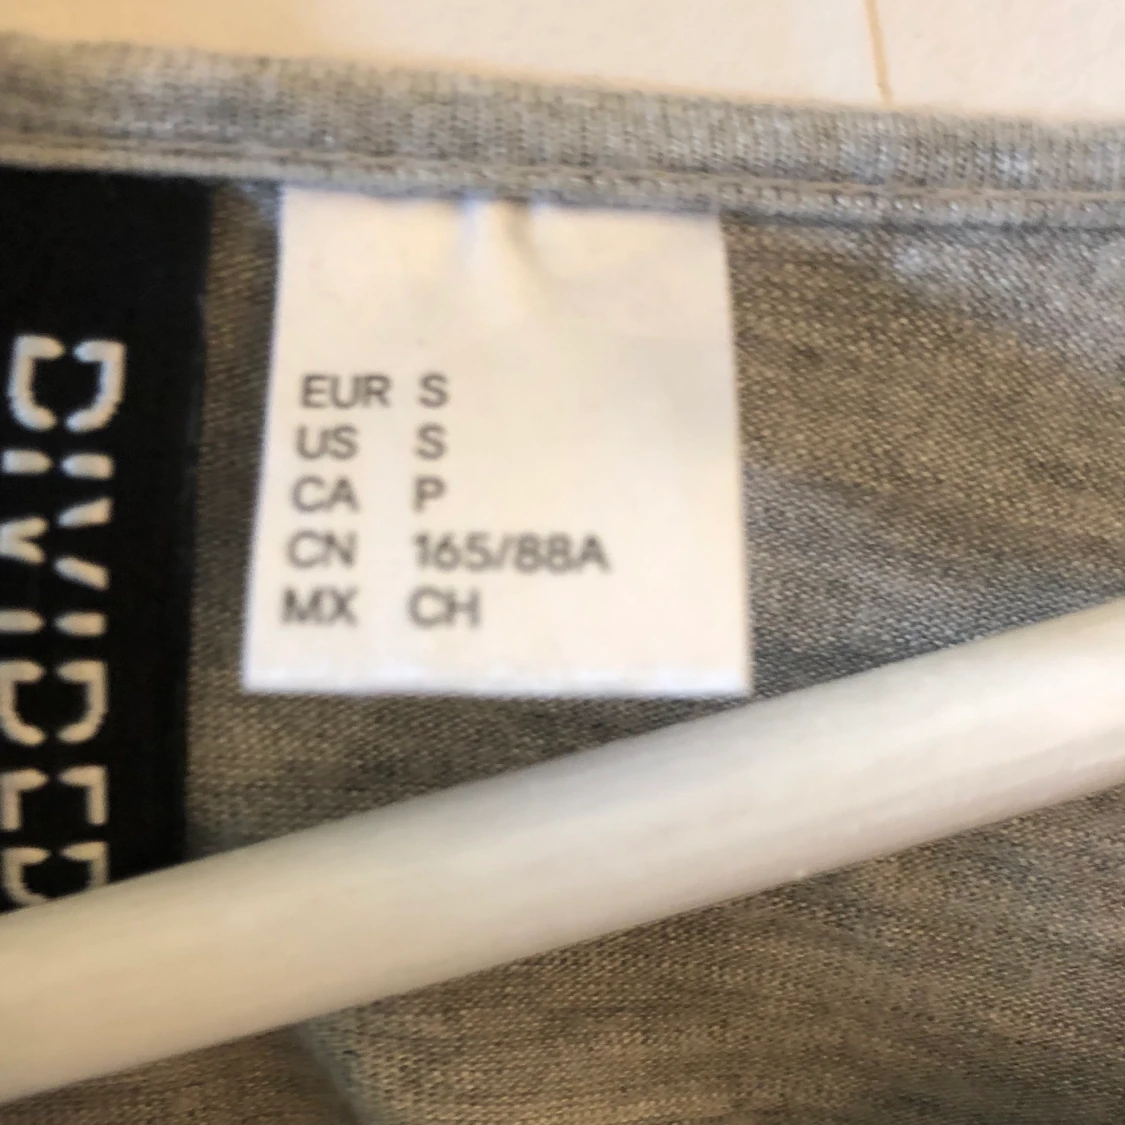 DIVIDED
EUR S
US S
CA P
CN 165/88A
MX CH